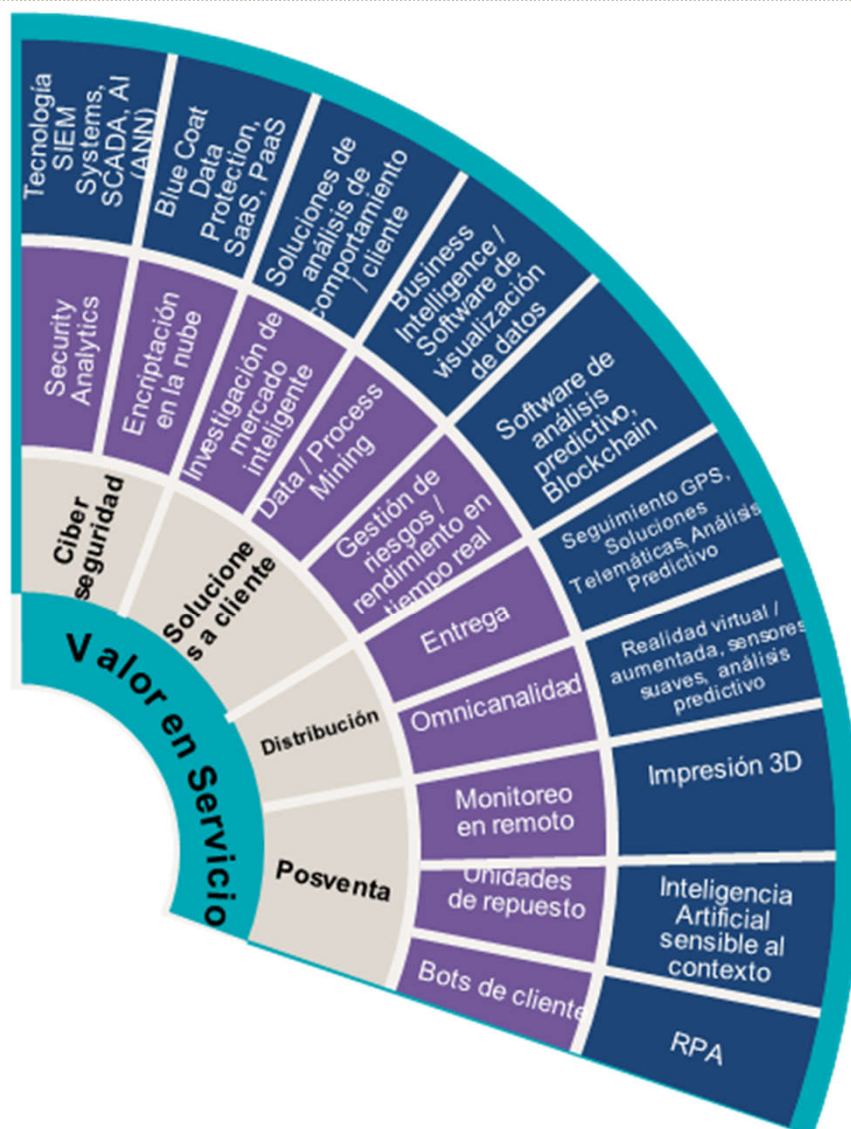 Tecnología
SIEM
Systems,
SCADA, AI
(ANN)
Blue Coat
Data
Protection,
SaaS, PaaS
Soluciones de
análisis de
comportamiento
/ cliente
Business
Intelligence /
Software de
visualización
de datos
Software de
análisis
predictivo,
Blockchain
Seguimiento GPS,
Soluciones
Telemáticas, Análisis
Predictivo
Realidad virtual /
aumentada, sensores
suaves, análisis
predictivo
Impresión 3D
Inteligencia
Artificial
sensible al
contexto
RPA
Security
Analytics
Encriptación
en la nube
Investigación de
mercado
inteligente
Data / Process
Mining
Gestión de
riesgos /
rendimiento en
tiempo real
Entrega
Omnicanalidad
Monitoreo
en remoto
Unidades
de repuesto
Bots de cliente
Ciber
seguridad
Solucione
s a cliente
Distribución
Posventa
Valor en Servicio